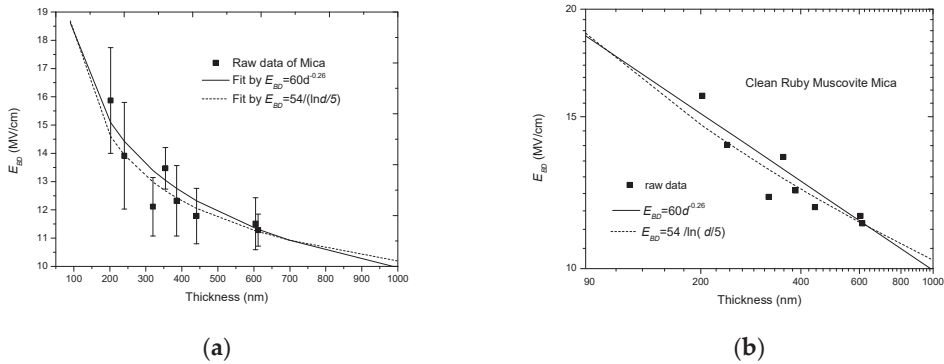 19
18
17
16
15
14
13
12
11
10
E_BD (MV/cm)
Raw data of Mica
Fit by E_BD=60d^-0.26
Fit by E_BD=54/(lnd/5)
100 200 300 400 500 600 700 800 900 1000
Thickness (nm)
(a)
20
15
10
E_BD (MV/cm)
Clean Ruby Muscovite Mica
raw data
E_BD=60d^-0.26
E_BD=54 /ln( d/5)
90 200 400 600 800 1000
Thickness (nm)
(b)